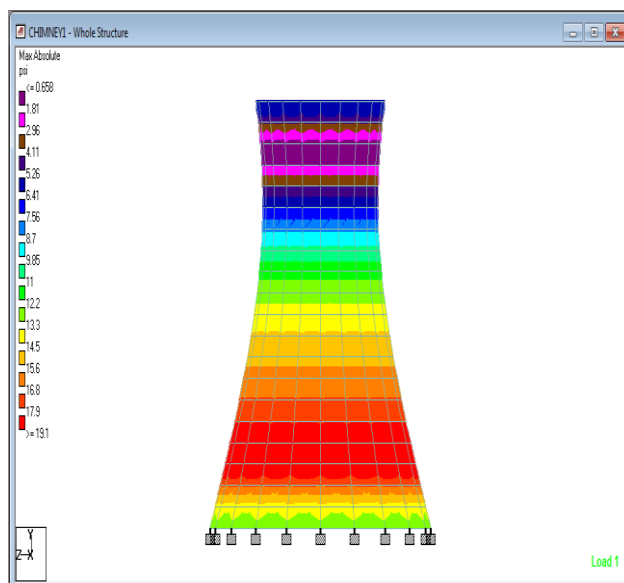 CHIMNEY1 - Whole Structure
Max Absolute
psi
<= 0.658
1.81
2.96
4.11
5.26
6.41
7.56
8.7
9.85
11
12.2
13.3
14.5
15.6
16.8
17.9
>= 19.1
Y
Z X
Load 1